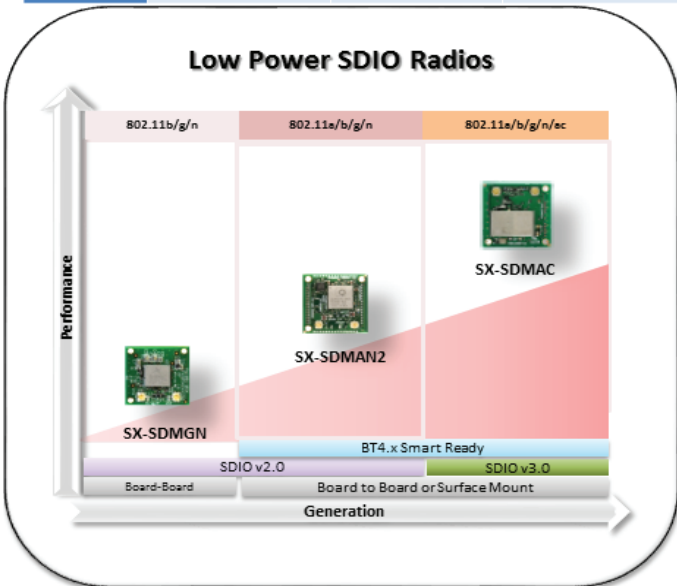 Low Power SDIO Radios
802.11b/g/n
802.11a/b/g/n
802.11a/b/g/n/ac
Performance
SX-SDMAC
SX-SDMAN2
SX-SDMGN
BT4.x Smart Ready
SDIO v2.0
SDIO v3.0
Board-Board
Board to Board or Surface Mount
Generation